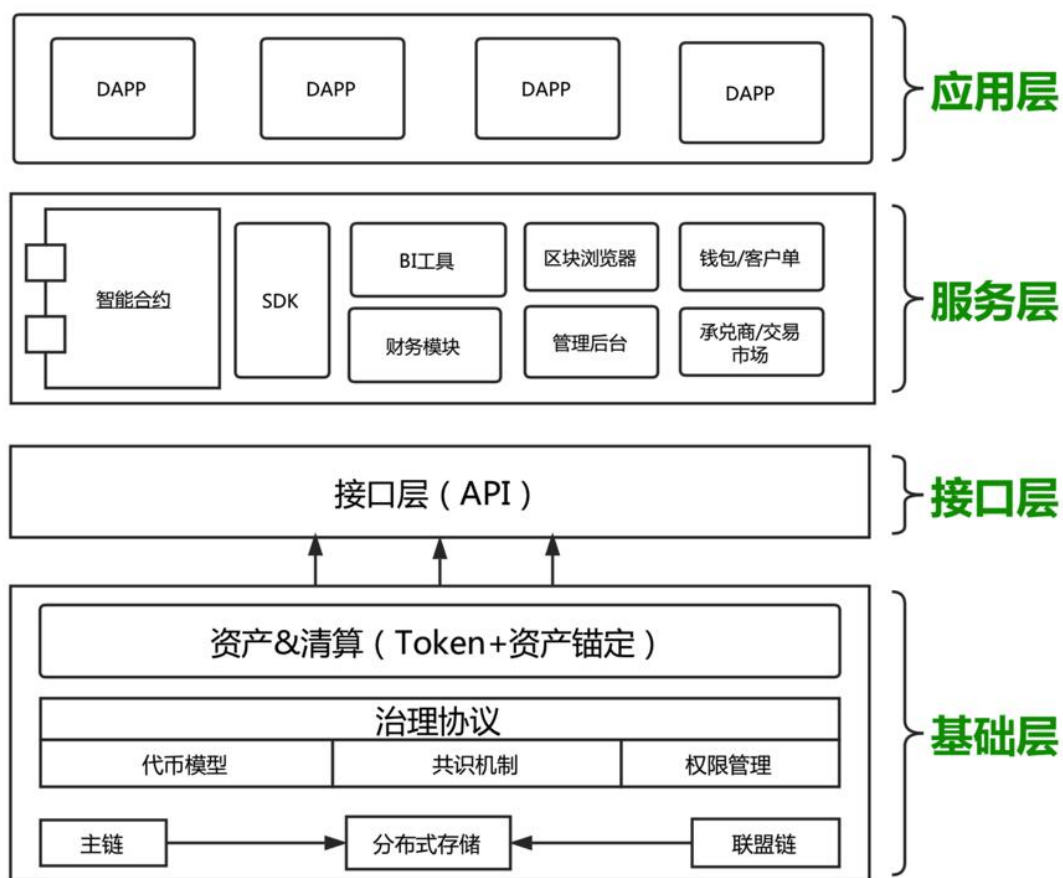 DAPP
DAPP
DAPP
DAPP
应用层
智能合约
SDK
BI工具
区块浏览器
钱包/客户单
财务模块
管理后台
承兑商/交易
市场
服务层
接口层（API）
接口层
资产&清算（Token+资产锚定）
治理协议
代币模型
共识机制
权限管理
主链
分布式存储
联盟链
基础层